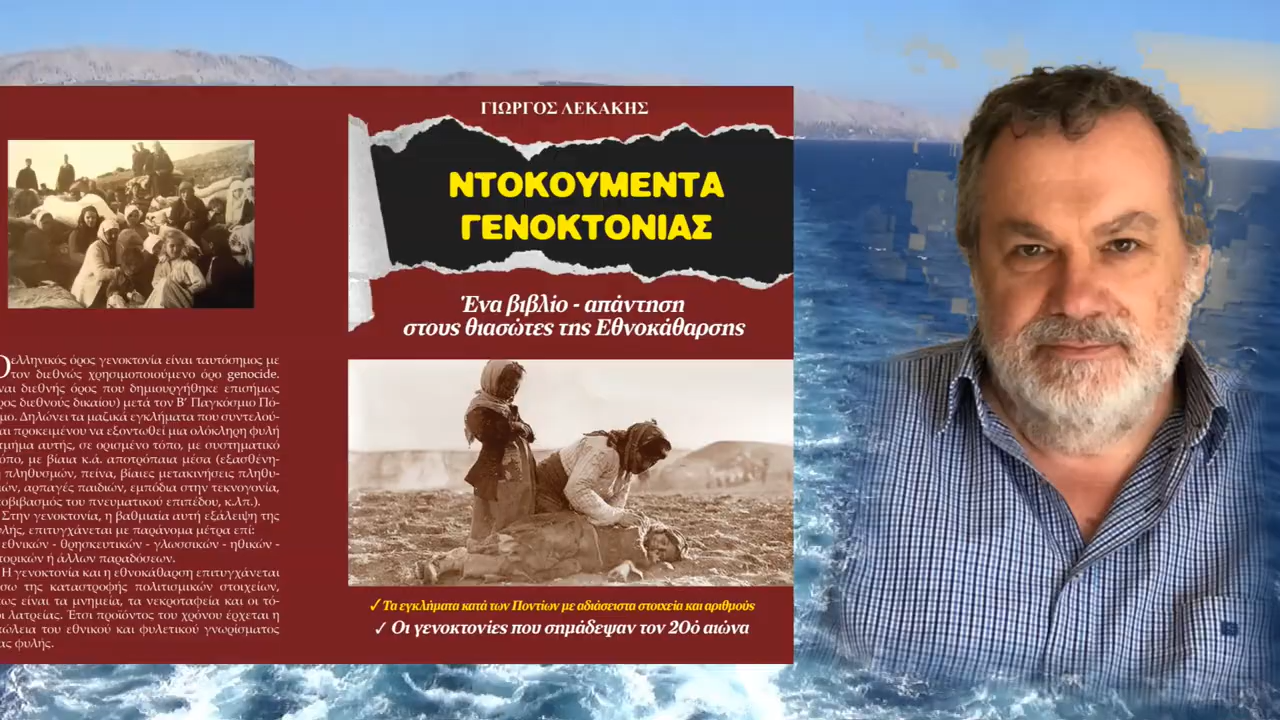 ελληνικός όρος γενοκτονία είναι ταυτόσημος με
τον διεθνώς χρησιμοποιούμενο όρο genocide.
διεθνής όρος που δημιουργήθηκε επισήμως
διεθνούς δικαίου) μετά τον Β' Παγκόσμιο Πό-
Δηλώνει τα μαζικά εγκλήματα που συντελού-
προκειμένου να εξοντωθεί μια ολόκληρη φυλή
αυτής, σε ορισμένο τόπο, με συστηματικό
με βίαια κ.ά. αποτρόπαια μέσα (εξασθένη-
πληθυσμών, πείνα, βίαιες μετακινήσεις πληθυ-
αρπαγές παιδιών, εμπόδια στην τεκνογονία,
του πνευματικού επιπέδου, κ.λπ.).
Στην γενοκτονία, η βαθμιαία αυτή εξάλειψη της
επιτυγχάνεται με παράνομα μέτρα επί:
εθνικών - θρησκευτικών - γλωσσικών - ηθικών -
ή άλλων παραδόσεων.
Η γενοκτονία και η εθνοκάθαρση επιτυγχάνεται
της καταστροφής πολιτισμικών στοιχείων,
είναι τα μνημεία, τα νεκροταφεία και οι τό-
λατρείας. Έτσι προϊόντος του χρόνου έρχεται η
του εθνικού και φυλετικού γνωρίσματος
φυλής.
ΓΙΩΡΓΟΣ ΛΕΚΑΚΗΣ
ΝΤΟΚΟΥΜΕΝΤΑ
ΓΕΝΟΚΤΟΝΙΑΣ
Ένα βιβλίο - απάντηση
στους θιασώτες της Εθνοκάθαρσης
✓ Τα εγκλήματα κατά των Ποντίων με αδιάσειστα στοιχεία και αριθμούς
✓ Οι γενοκτονίες που σημάδεψαν τον 20ό αιώνα